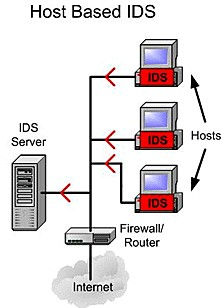 Host Based IDS
IDS
IDS
Server
IDS
Hosts
IDS
Firewall/
Router
Internet